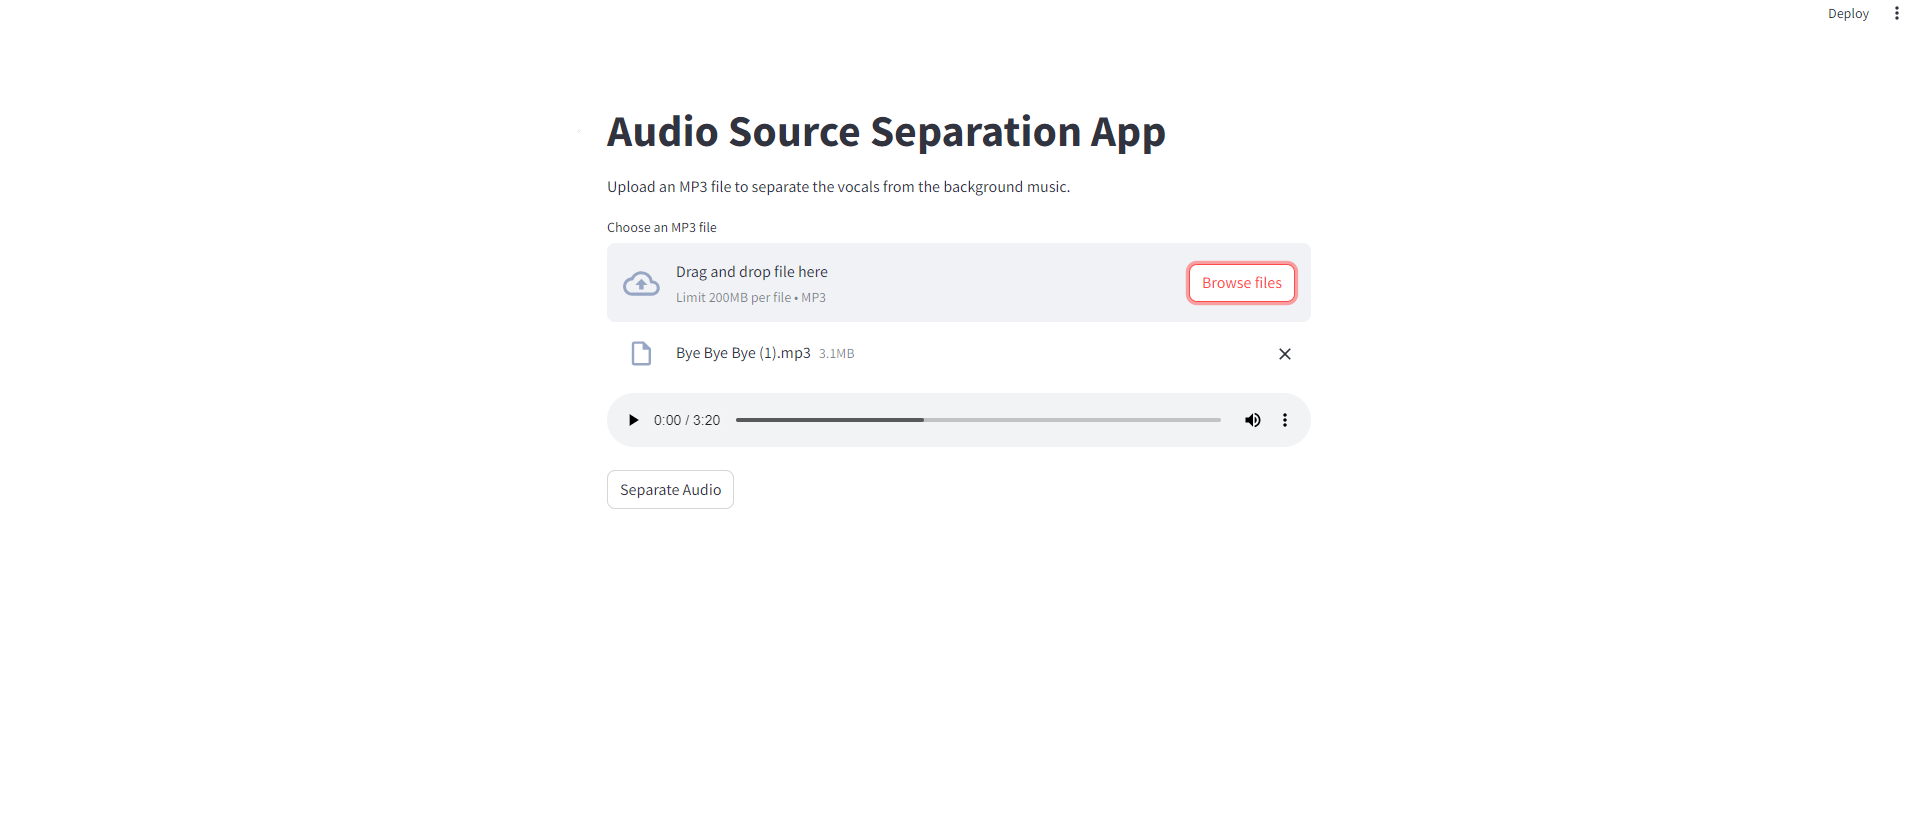 Deploy
Audio Source Separation App
Upload an MP3 file to separate the vocals from the background music.
Choose an MP3 file
Drag and drop file here
Limit 200MB per file • MP3
Browse files
Bye Bye Bye (1).mp3 3.1MB
0:00 / 3:20
Separate Audio